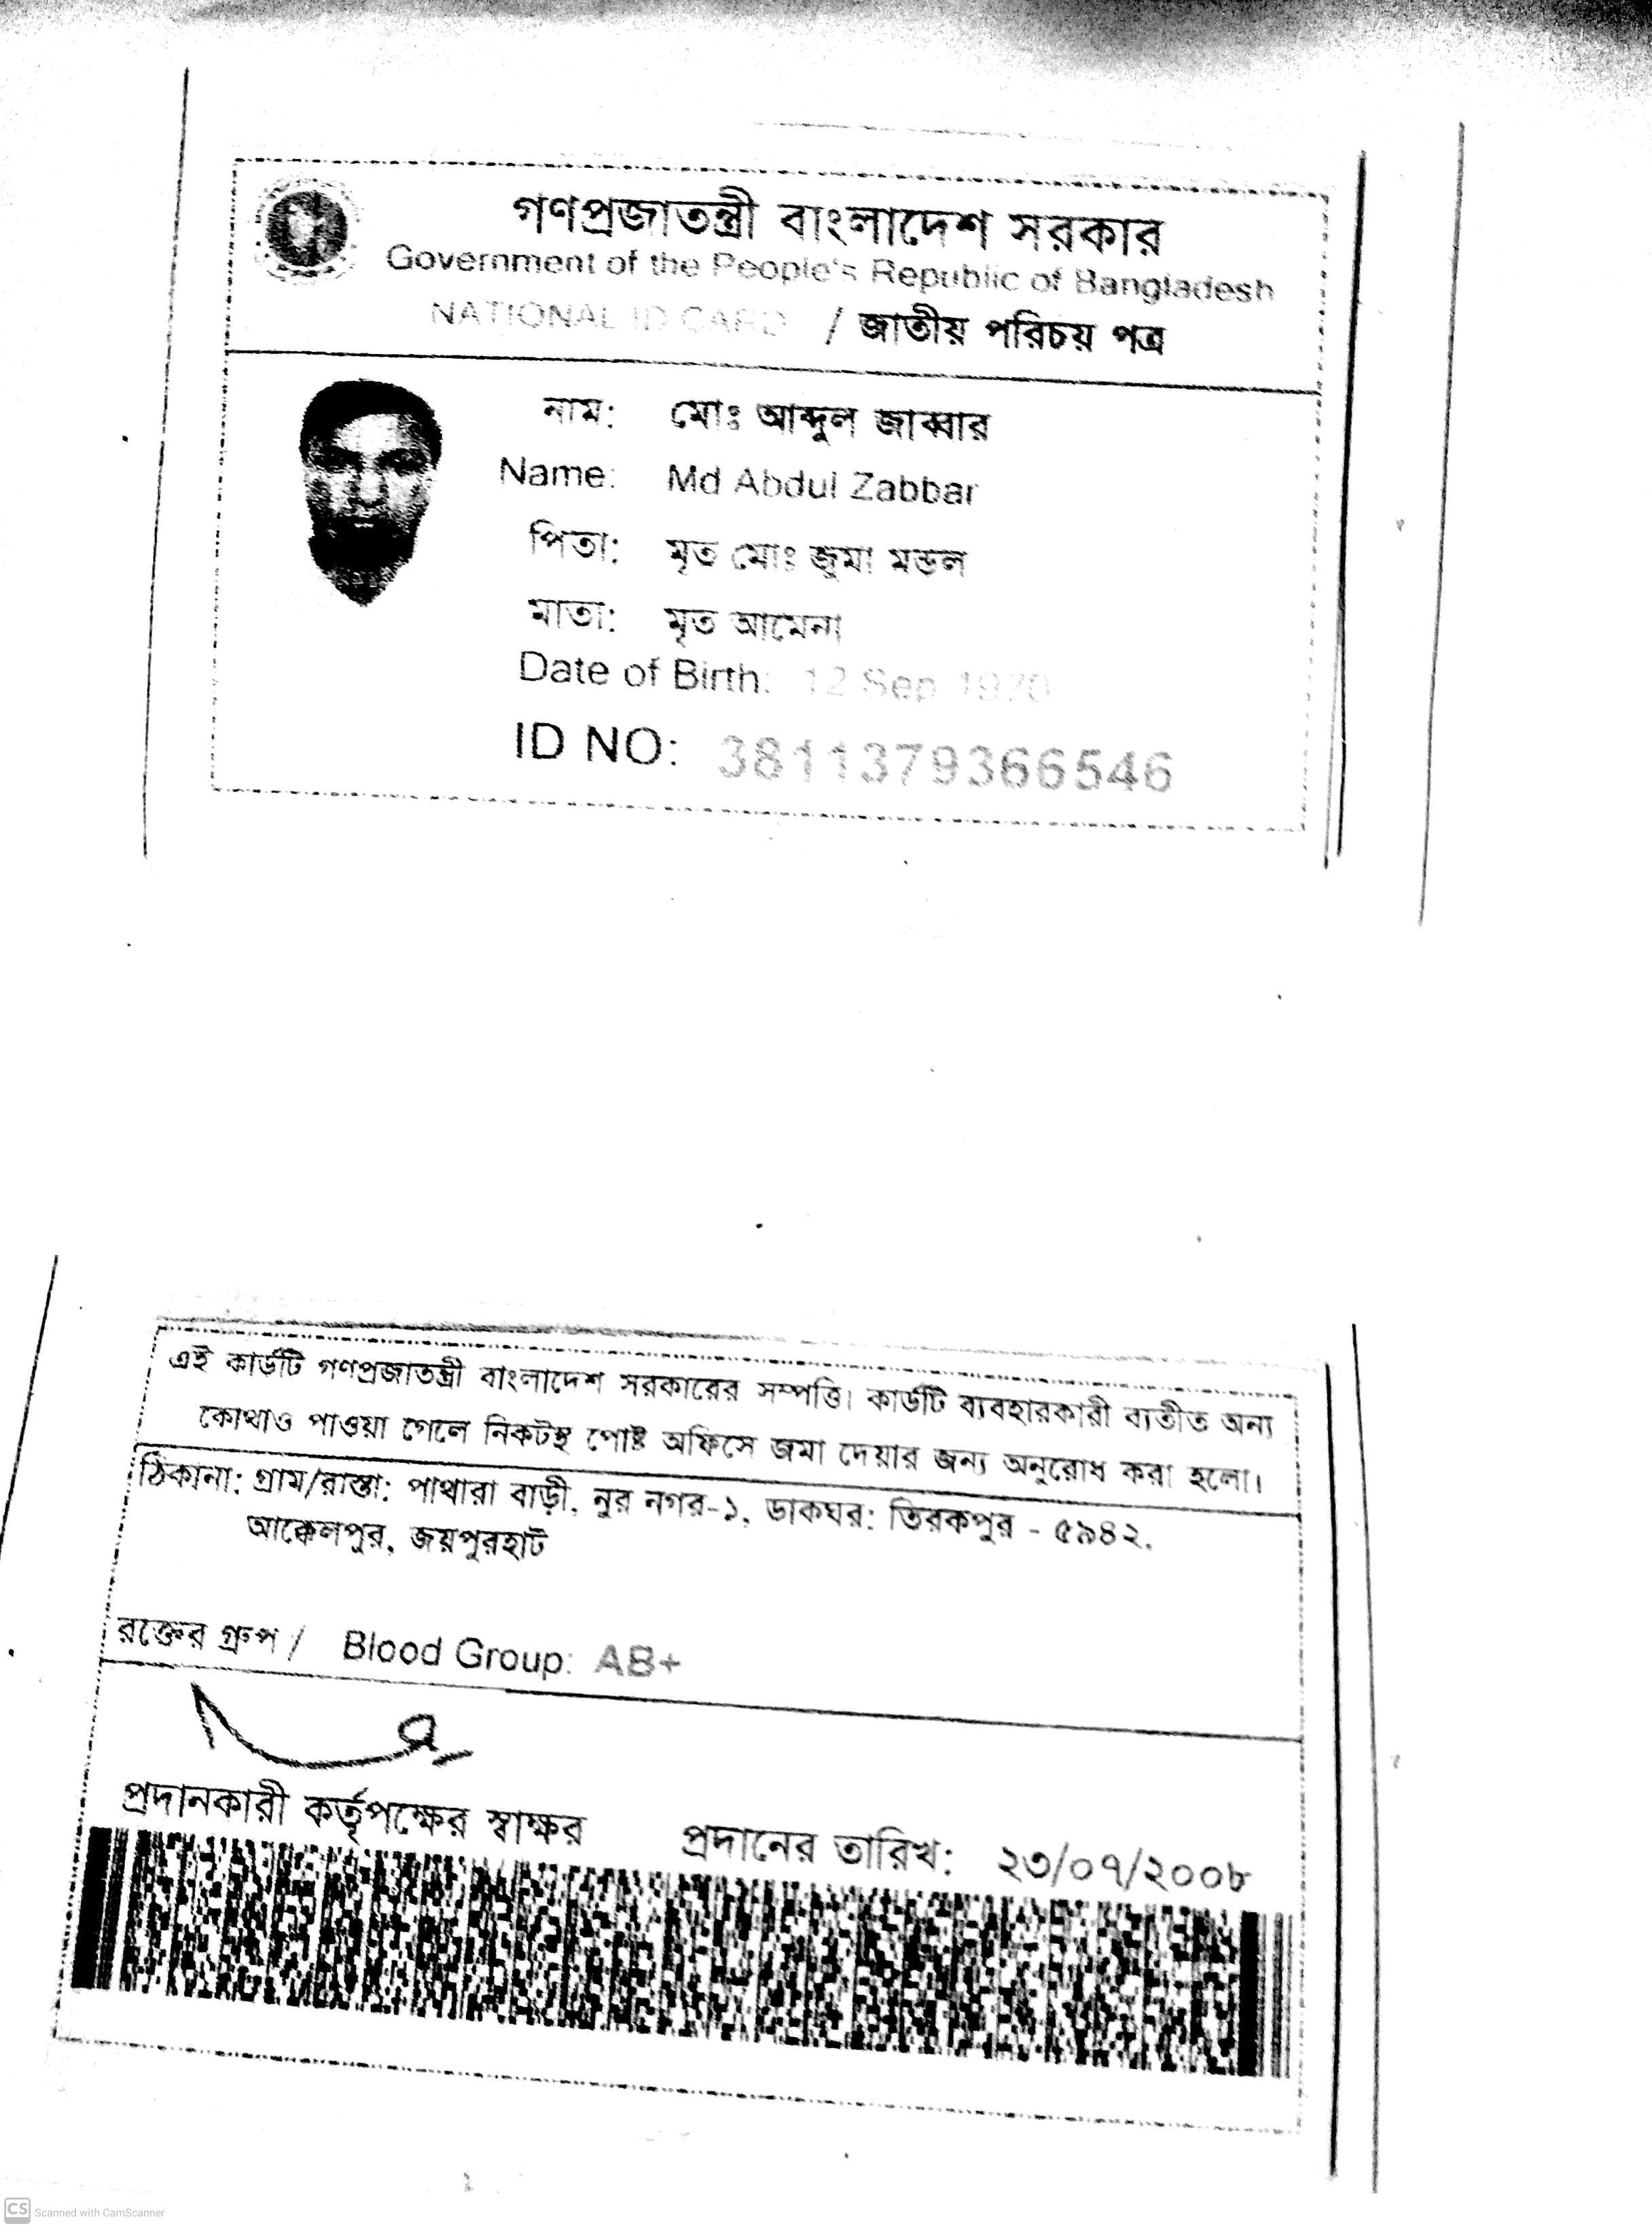 গণপ্রজাতন্ত্রী বাংলাদেশ সরকার
Government of the People's Republic of Bangladesh
NATIONAL ID CARD / জাতীয় পরিচয় পত্র
নাম: মোঃ আব্দুল জাব্বার
Name: Md Abdul Zabbar
পিতা: মৃত মোঃ জুমা মন্ডল
মাতা: মৃত আমেনা
Date of Birth: 12 Sep 1970
ID NO: 3811379366546
এই কার্ডটি গণপ্রজাতন্ত্রী বাংলাদেশ সরকারের সম্পত্তি। কার্ডটি ব্যবহারকারী ব্যতীত অন্য
কোথাও পাওয়া গেলে নিকটস্থ পোষ্ট অফিসে জমা দেয়ার জন্য অনুরোধ করা হলো।
ঠিকানা: গ্রাম/রাস্তা: পাথারা বাড়ী, নুর নগর-১, ডাকঘর: তিরকপুর - ৫৯৪২,
আক্কেলপুর, জয়পুরহাট
রক্তের গ্রুপ / Blood Group: AB+
প্রদানকারী কর্তৃপক্ষের স্বাক্ষর প্রদানের তারিখ: ২৩/০৭/২০০৮
CS Scanned with CamScanner